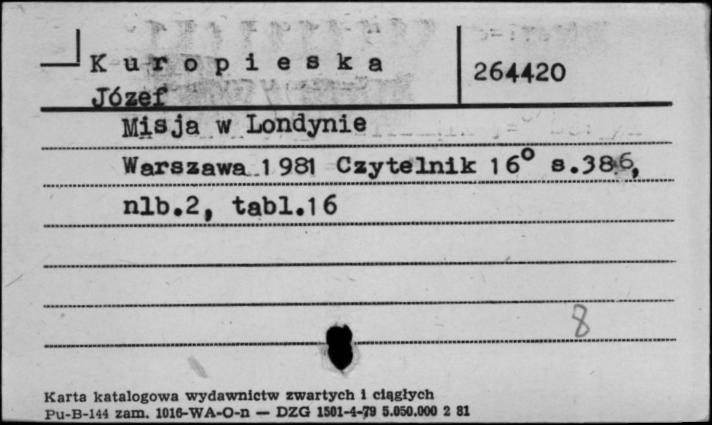 Kuropieska
264420
Józef
Misja w Londynie
Warszawa 1981 Czytelnik 16° s.386,
nlb.2, tabl.16
8
Karta katalogowa wydawnictw zwartych i ciągłych
Pu-B-144 zam. 1016-WA-O-n — DZG 1501-4-79 5.050.000 2 81